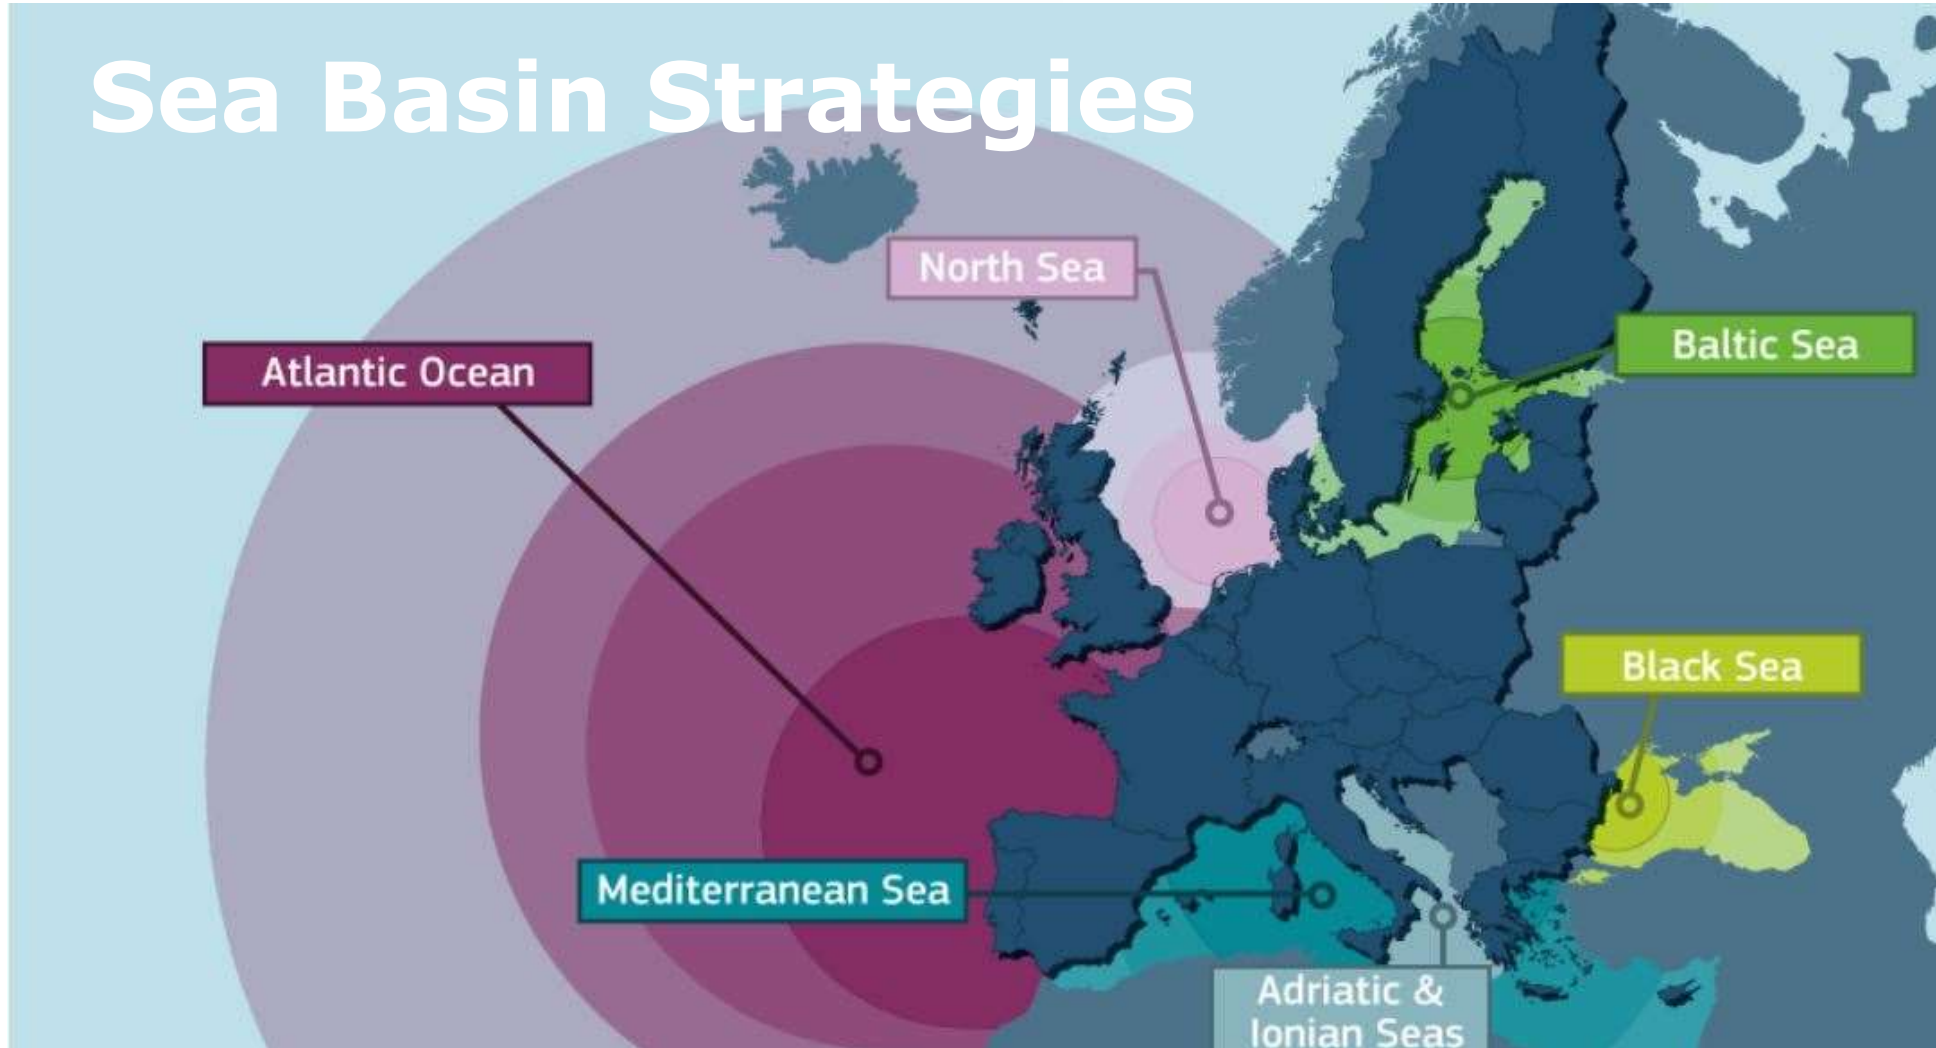 Sea Basin Strategies
North Sea
Baltic Sea
Atlantic Ocean
Black Sea
Mediterranean Sea
Adriatic &
Ionian Seas